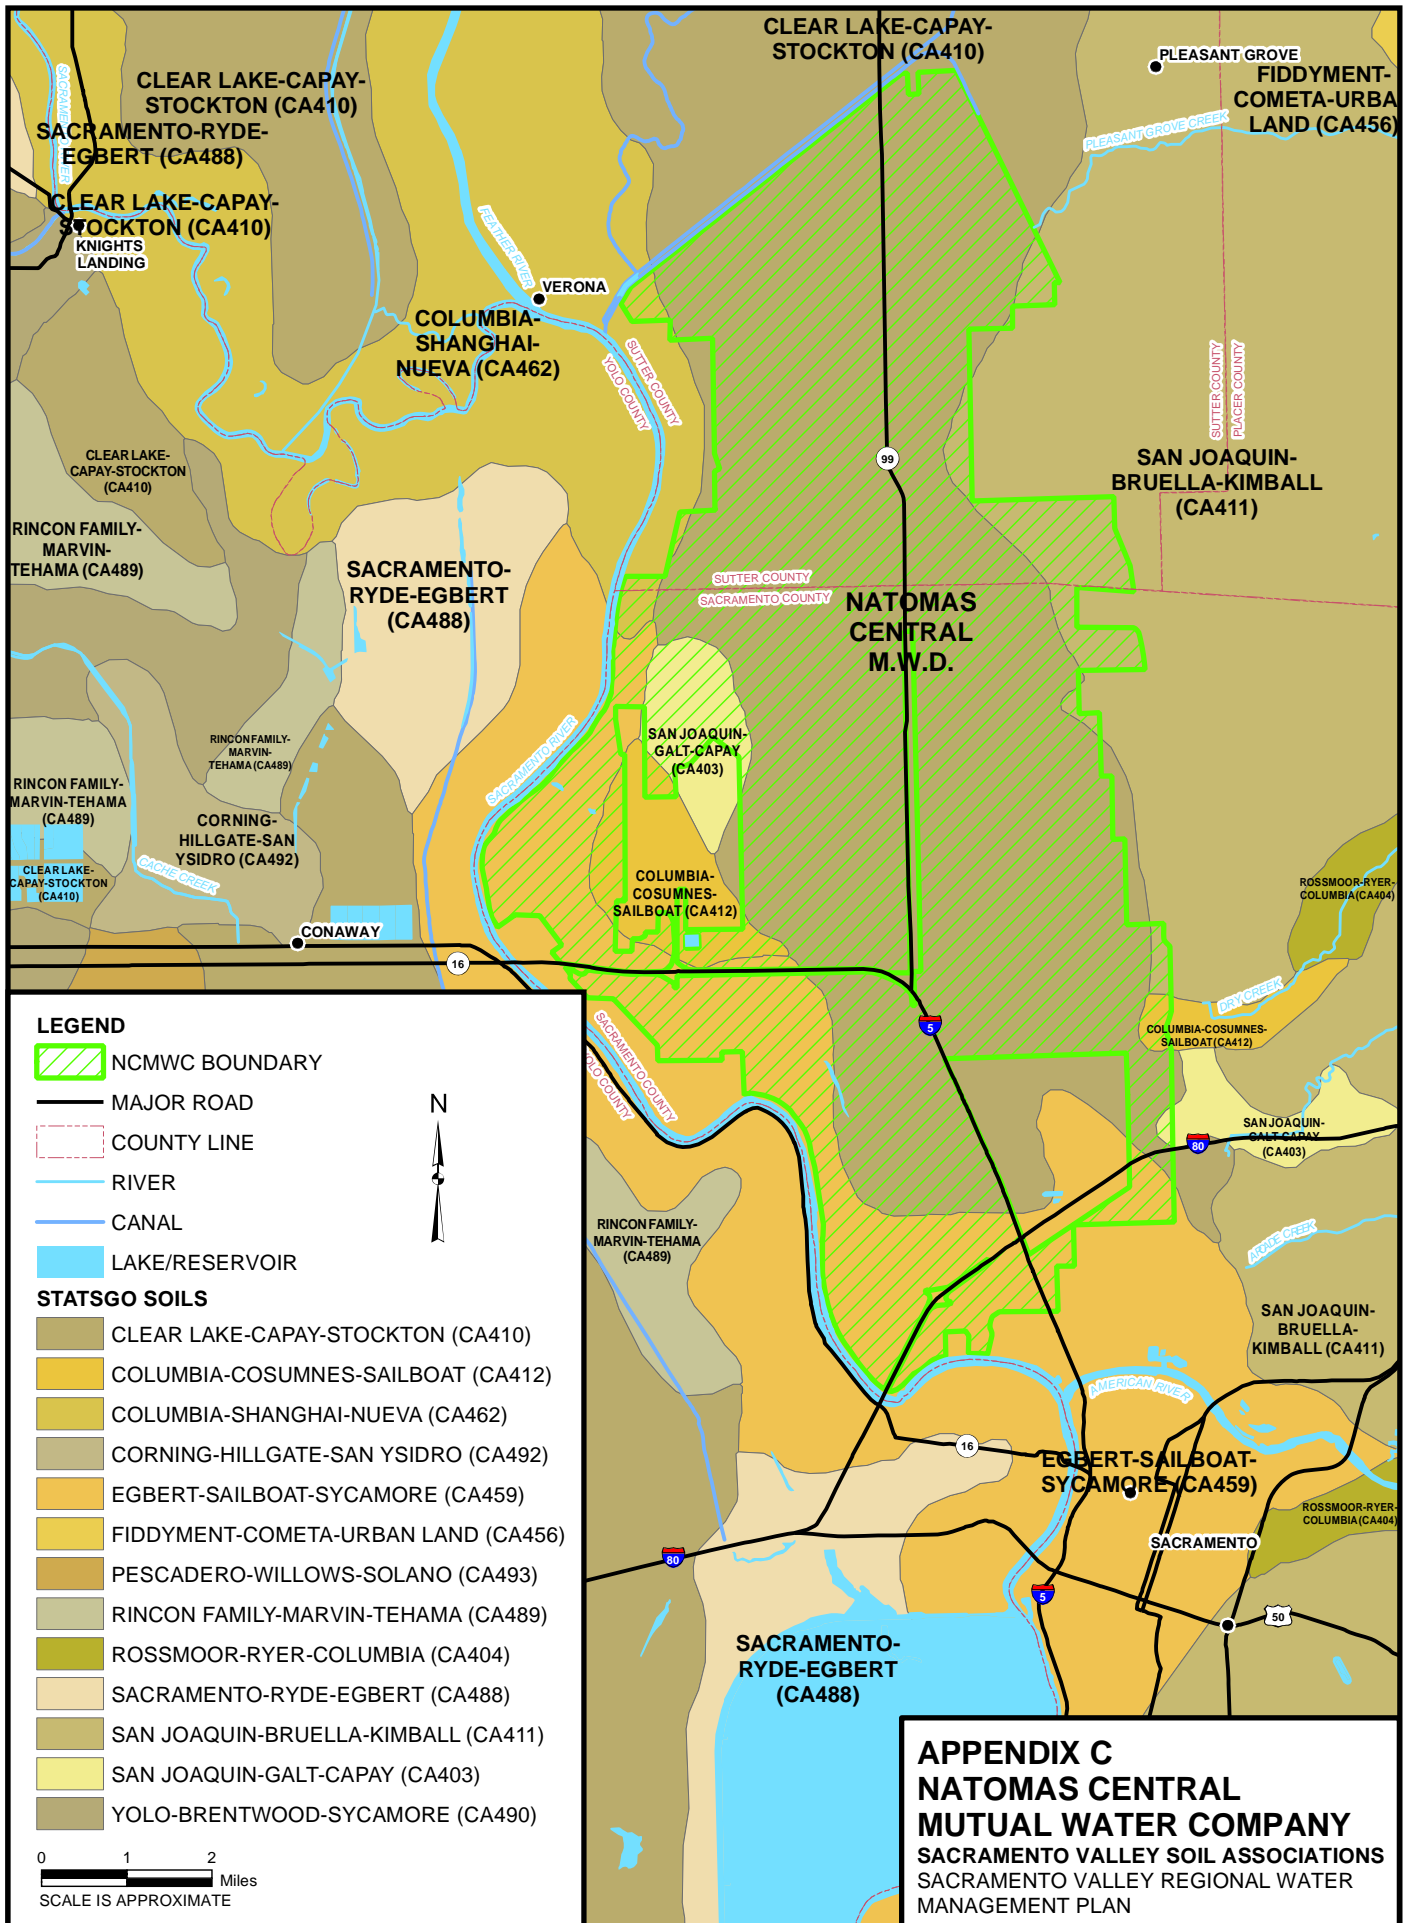 CLEAR LAKE-CAPAY-
STOCKTON (CA410)
PLEASANT GROVE
FIDDYMENT-
COMETA-URBA
LAND (CA456)
PLEASANT GROVE CREEK
CLEAR LAKE-CAPAY-
STOCKTON (CA410)
SACRAMENTO RIVER
SACRAMENTO-RYDE-
EGBERT (CA488)
CLEAR LAKE-CAPAY-
STOCKTON (CA410)
KNIGHTS
LANDING
FEATHER RIVER
VERONA
COLUMBIA-
SHANGHAI-
NUEVA (CA462)
SUTTER COUNTY
YOLO COUNTY
SUTTER COUNTY
PLACER COUNTY
99
CLEAR LAKE-
CAPAY-STOCKTON
(CA410)
SAN JOAQUIN-
BRUELLA-KIMBALL
(CA411)
RINCON FAMILY-
MARVIN-
TEHAMA (CA489)
SACRAMENTO-
RYDE-EGBERT
(CA488)
SUTTER COUNTY
SACRAMENTO COUNTY
NATOMAS
CENTRAL
M.W.D.
RINCON FAMILY-
MARVIN-
TEHAMA (CA489)
SAN JOAQUIN-
GALT-CAPAY
(CA403)
SACRAMENTO RIVER
RINCON FAMILY-
MARVIN-TEHAMA
(CA489)
CORNING-
HILLGATE-SAN
YSIDRO (CA492)
CACHE CREEK
CLEAR LAKE-
CAPAY-STOCKTON
(CA410)
COLUMBIA-
COSUMNES-
SAILBOAT (CA412)
ROSSMOOR-RYER-
COLUMBIA (CA404)
CONAWAY
16
DRY CREEK
5
COLUMBIA-COSUMNES-
SAILBOAT (CA412)
SACRAMENTO COUNTY
YOLO COUNTY
SAN JOAQUIN-
GALT-CAPAY
(CA403)
80
RINCON FAMILY-
MARVIN-TEHAMA
(CA489)
ARCADE CREEK
SAN JOAQUIN-
BRUELLA-
KIMBALL (CA411)
AMERICAN RIVER
16
EGBERT-SAILBOAT-
SYCAMORE (CA459)
ROSSMOOR-RYER-
COLUMBIA (CA404)
SACRAMENTO
80
5
50
SACRAMENTO-
RYDE-EGBERT
(CA488)
LEGEND
NCMWC BOUNDARY
MAJOR ROAD
COUNTY LINE
RIVER
CANAL
LAKE/RESERVOIR
N
STATSGO SOILS
CLEAR LAKE-CAPAY-STOCKTON (CA410)
COLUMBIA-COSUMNES-SAILBOAT (CA412)
COLUMBIA-SHANGHAI-NUEVA (CA462)
CORNING-HILLGATE-SAN YSIDRO (CA492)
EGBERT-SAILBOAT-SYCAMORE (CA459)
FIDDYMENT-COMETA-URBAN LAND (CA456)
PESCADERO-WILLOWS-SOLANO (CA493)
RINCON FAMILY-MARVIN-TEHAMA (CA489)
ROSSMOOR-RYER-COLUMBIA (CA404)
SACRAMENTO-RYDE-EGBERT (CA488)
SAN JOAQUIN-BRUELLA-KIMBALL (CA411)
SAN JOAQUIN-GALT-CAPAY (CA403)
YOLO-BRENTWOOD-SYCAMORE (CA490)
0 1 2
Miles
SCALE IS APPROXIMATE
APPENDIX C
NATOMAS CENTRAL
MUTUAL WATER COMPANY
SACRAMENTO VALLEY SOIL ASSOCIATIONS
SACRAMENTO VALLEY REGIONAL WATER
MANAGEMENT PLAN